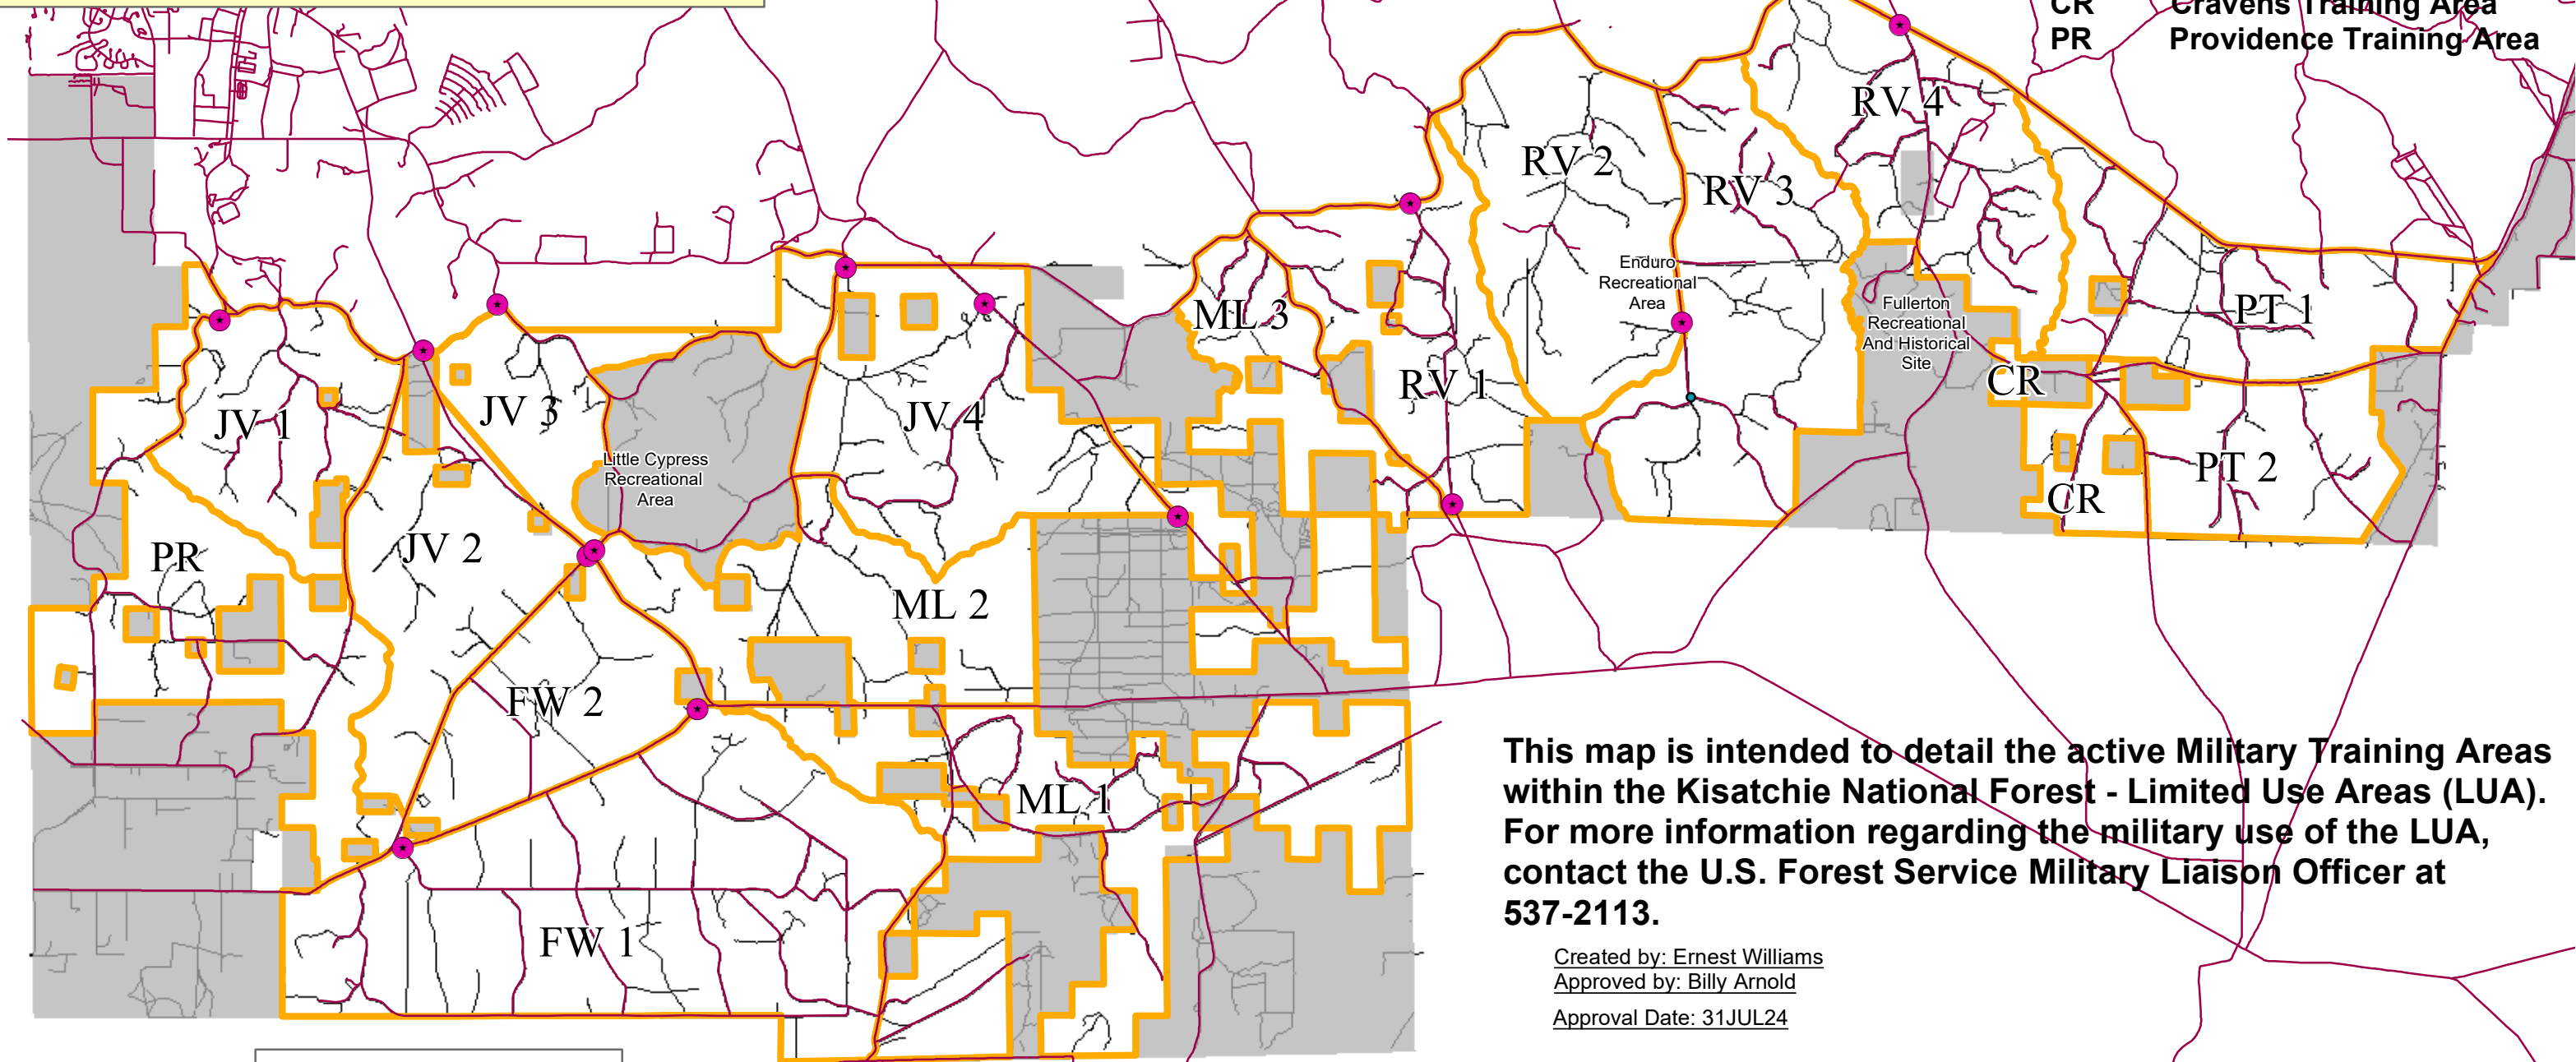 CR Cravens Training Area
PR Providence Training Area
RV 4
RV 2
RV 3
Enduro
Recreational
Area
ML 3
PT 1
Fullerton
Recreational
And Historical
Site
RV 1
CR
JV 1
JV 3
JV 4
Little Cypress
Recreational
Area
PT 2
CR
PR
JV 2
ML 2
FW 2
ML 1
FW 1
This map is intended to detail the active Military Training Areas
within the Kisatchie National Forest - Limited Use Areas (LUA).
For more information regarding the military use of the LUA,
contact the U.S. Forest Service Military Liaison Officer at
537-2113.
Created by: Ernest Williams
Approved by: Billy Arnold
Approval Date: 31JUL24